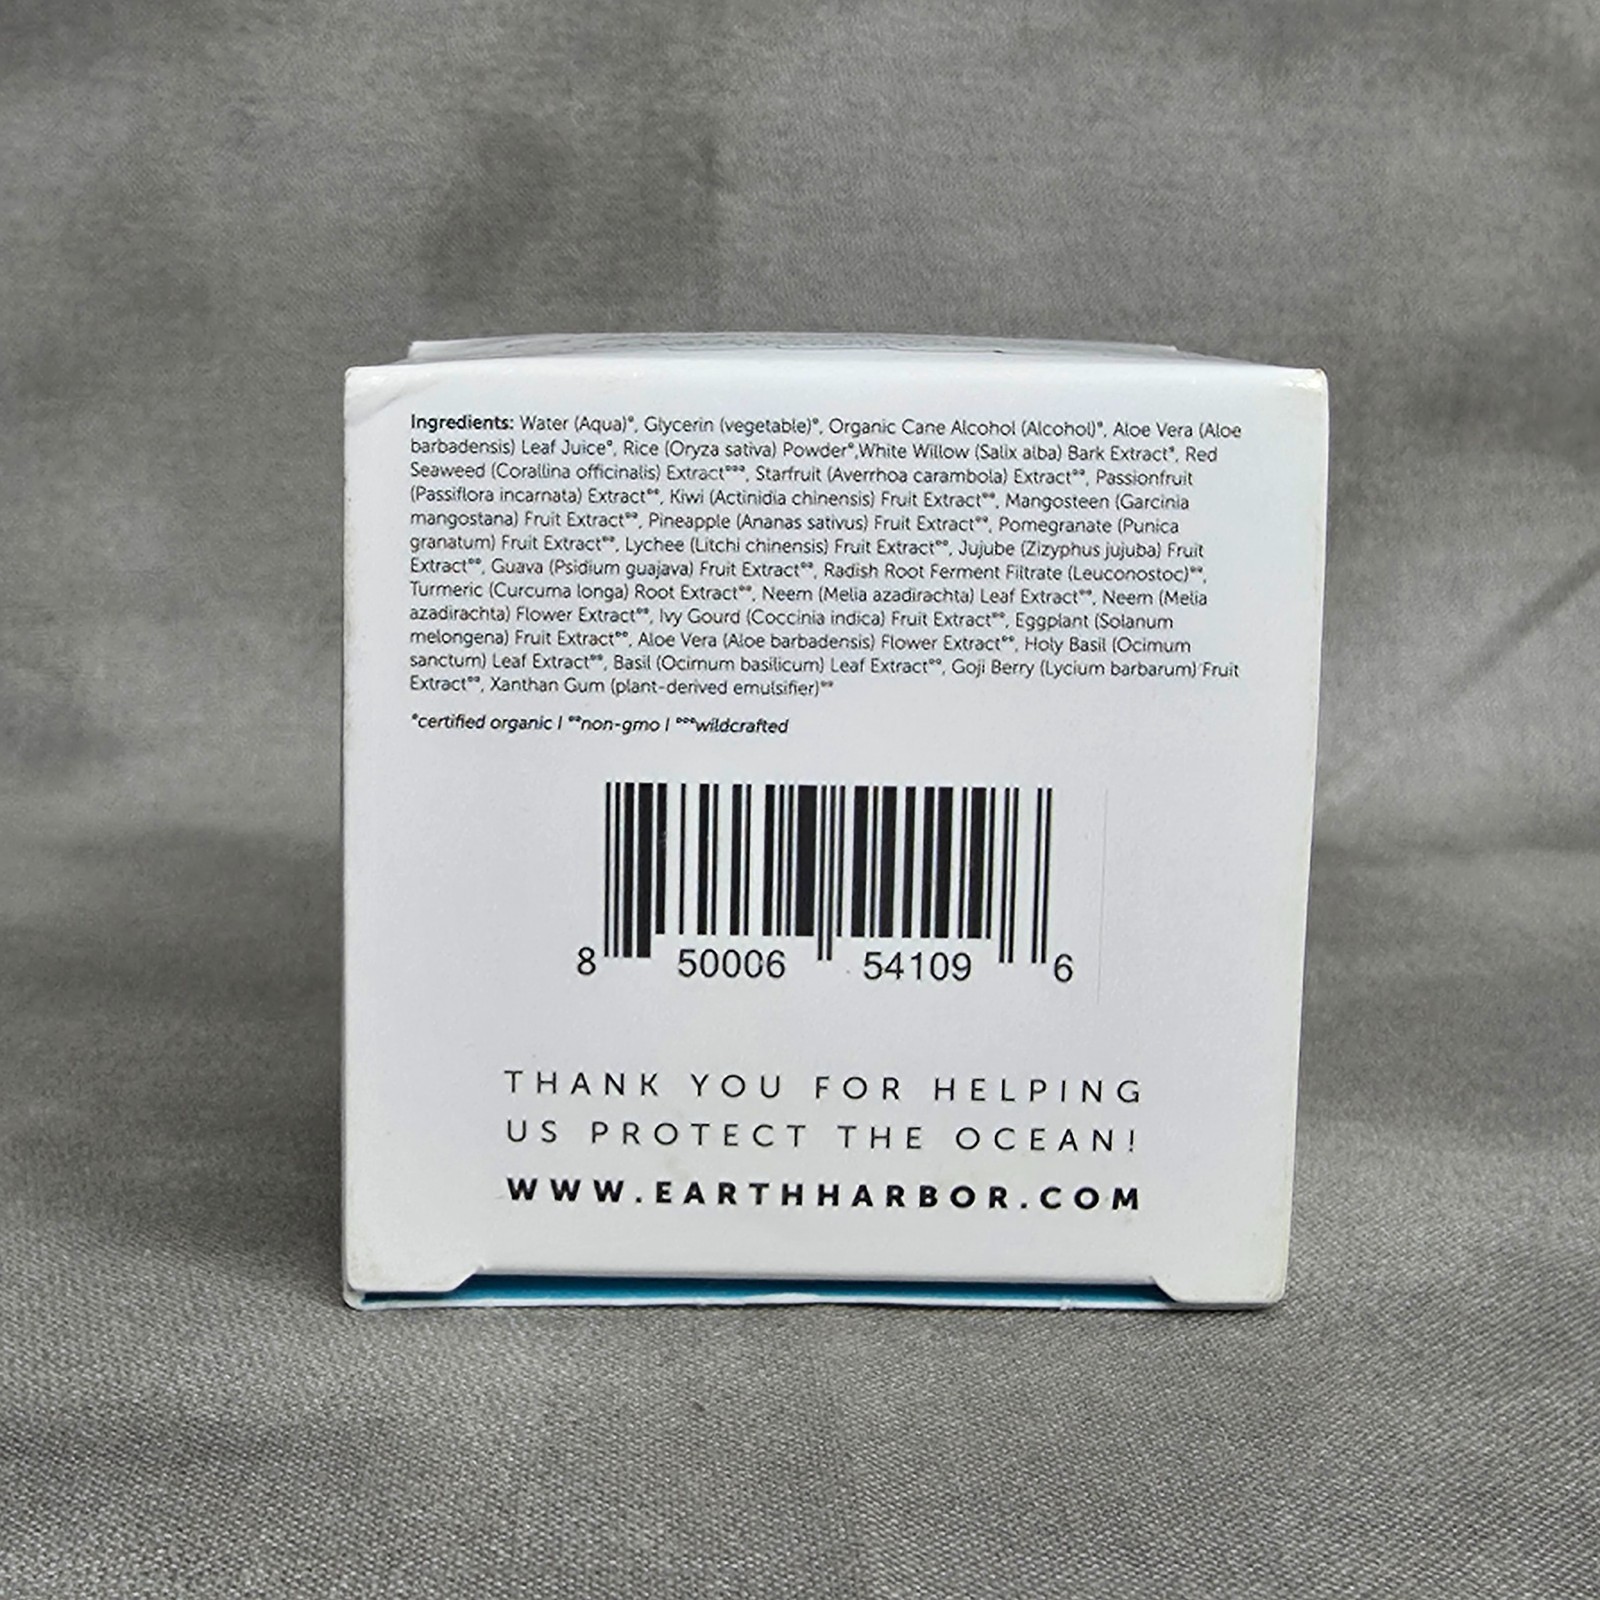 Ingredients: Water (Aqua)°, Glycerin (vegetable)°, Organic Cane Alcohol (Alcohol)°, Aloe Vera (Aloe
barbadensis) Leaf Juice°, Rice (Oryza sativa) Powder°,White Willow (Salix alba) Bark Extract°, Red
Seaweed (Corallina officinalis) Extract°°°, Starfruit (Averrhoa carambola) Extract°°, Passionfruit
(Passiflora incarnata) Extract°°, Kiwi (Actinidia chinensis) Fruit Extract°°, Mangosteen (Garcinia
mangostana) Fruit Extract°°, Pineapple (Ananas sativus) Fruit Extract°°, Pomegranate (Punica
granatum) Fruit Extract°°, Lychee (Litchi chinensis) Fruit Extract°°, Jujube (Zizyphus jujuba) Fruit
Extract°°, Guava (Psidium guajava) Fruit Extract°°, Radish Root Ferment Filtrate (Leuconostoc)°°,
Turmeric (Curcuma longa) Root Extract°°, Neem (Melia azadirachta) Leaf Extract°°, Neem (Melia
azadirachta) Flower Extract°°, Ivy Gourd (Coccinia indica) Fruit Extract°°, Eggplant (Solanum
melongena) Fruit Extract°°, Aloe Vera (Aloe barbadensis) Flower Extract°°, Holy Basil (Ocimum
sanctum) Leaf Extract°°, Basil (Ocimum basilicum) Leaf Extract°°, Goji Berry (Lycium barbarum) Fruit
Extract°°, Xanthan Gum (plant-derived emulsifier)°°
°certified organic | °°non-gmo | °°°wildcrafted
8 50006 54109 6
THANK YOU FOR HELPING
US PROTECT THE OCEAN!
WWW.EARTHHARBOR.COM